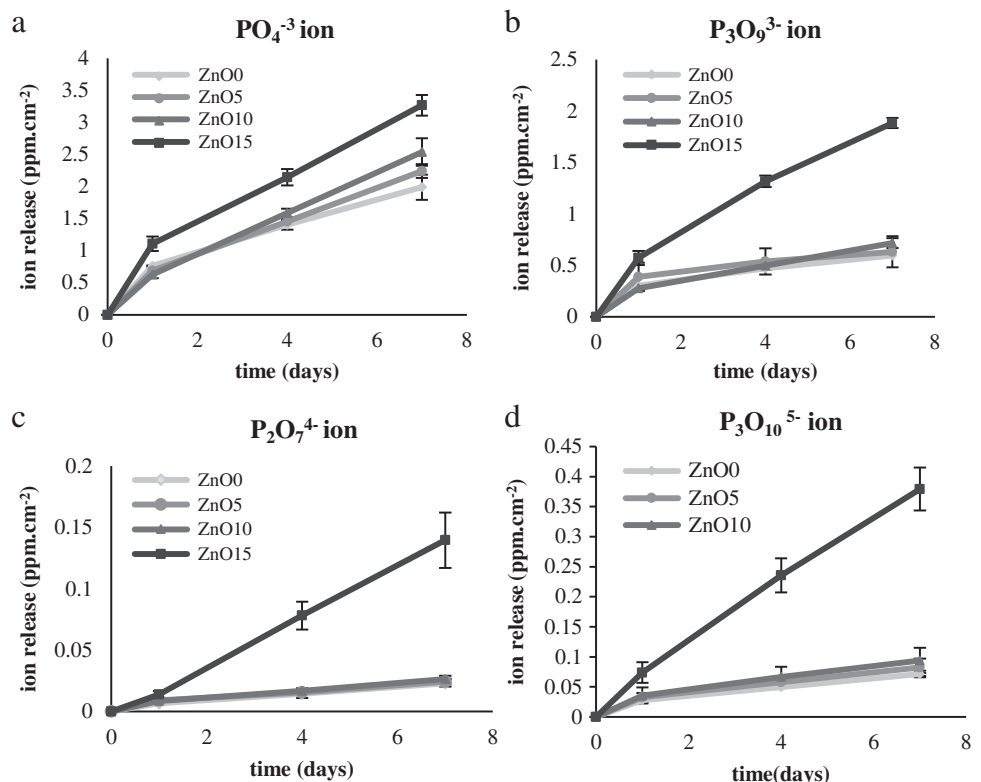 a
PO₄⁻³ ion
ion release (ppm.cm⁻²)
4
3.5
3
2.5
2
1.5
1
0.5
0
ZnO0
ZnO5
ZnO10
ZnO15
0 2 4 6 8
time (days)
b
P₃O₉³⁻ ion
ion release (ppm.cm⁻²)
2.5
2
1.5
1
0.5
0
ZnO0
ZnO5
ZnO10
ZnO15
0 2 4 6 8
time (days)
c
P₂O₇⁴⁻ ion
ion release (ppm.cm⁻²)
0.2
0.15
0.1
0.05
0
ZnO0
ZnO5
ZnO10
ZnO15
0 2 4 6 8
time (days)
d
P₃O₁₀ ⁵⁻ ion
ion release (ppm.cm⁻²)
0.45
0.4
0.35
0.3
0.25
0.2
0.15
0.1
0.05
0
ZnO0
ZnO5
ZnO10
0 2 4 6 8
time(days)